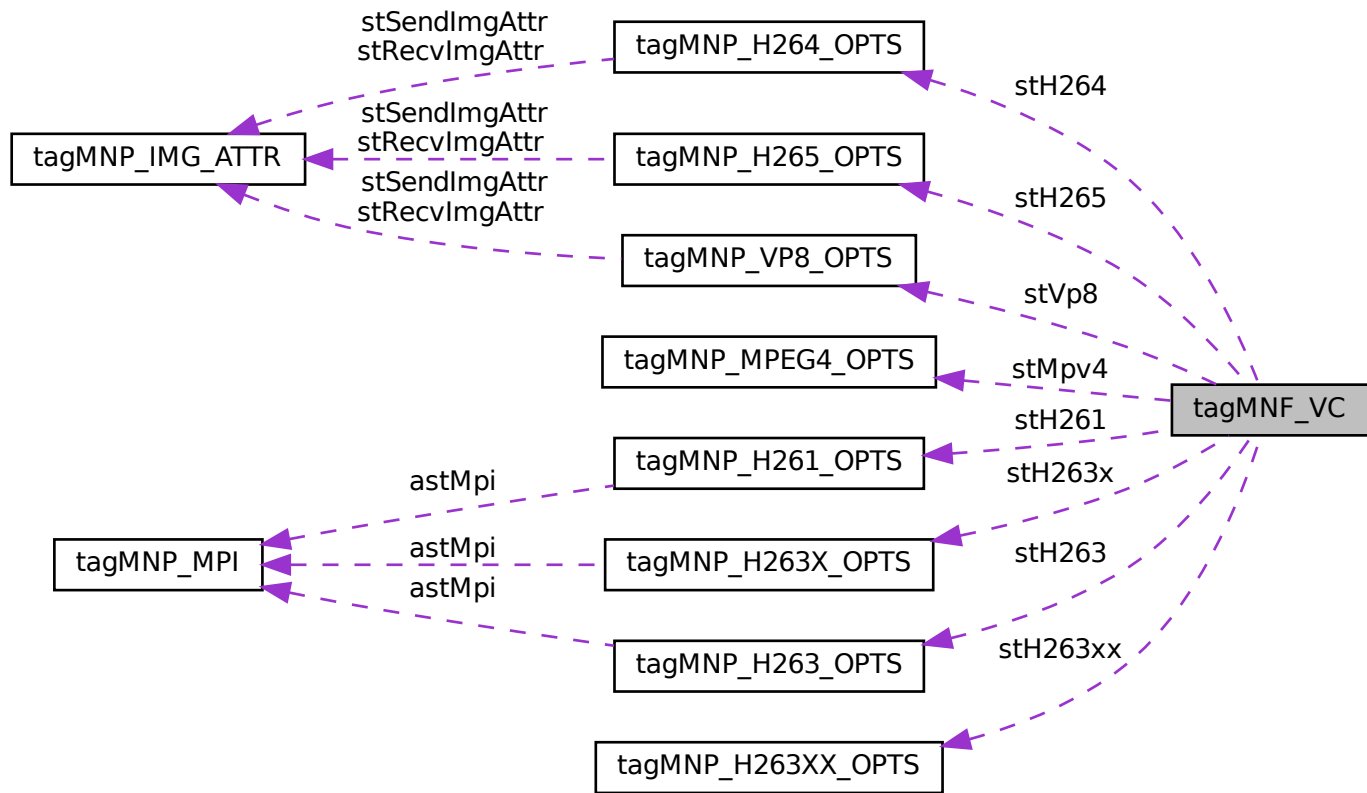 stSendImgAttr
stRecvImgAttr
tagMNP_H264_OPTS
stH264
stSendImgAttr
stRecvImgAttr
tagMNP_IMG_ATTR
tagMNP_H265_OPTS
stH265
stSendImgAttr
stRecvImgAttr
tagMNP_VP8_OPTS
stVp8
tagMNP_MPEG4_OPTS
stMpv4
tagMNF_VC
stH261
tagMNP_H261_OPTS
stH263x
astMpi
tagMNP_MPI
astMpi
tagMNP_H263X_OPTS
stH263
astMpi
tagMNP_H263_OPTS
stH263xx
tagMNP_H263XX_OPTS